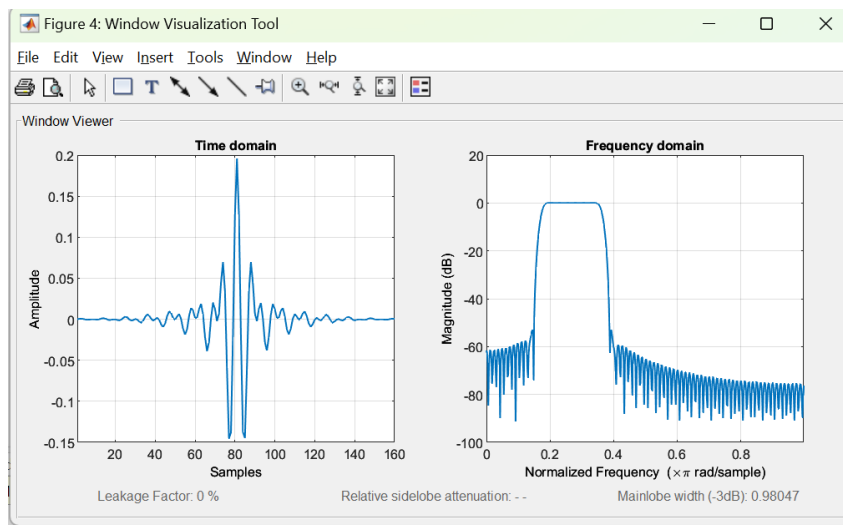 Figure 4: Window Visualization Tool
File Edit View Insert Tools Window Help
T
Window Viewer
Time domain
0.2
0.15
0.1
0.05
0
-0.05
-0.1
-0.15
Amplitude
20 40 60 80 100 120 140 160
Samples
Frequency domain
20
0
-20
-40
-60
-80
-100
Magnitude (dB)
0 0.2 0.4 0.6 0.8
Normalized Frequency (×π rad/sample)
Leakage Factor: 0 % Relative sidelobe attenuation: - - Mainlobe width (-3dB): 0.98047